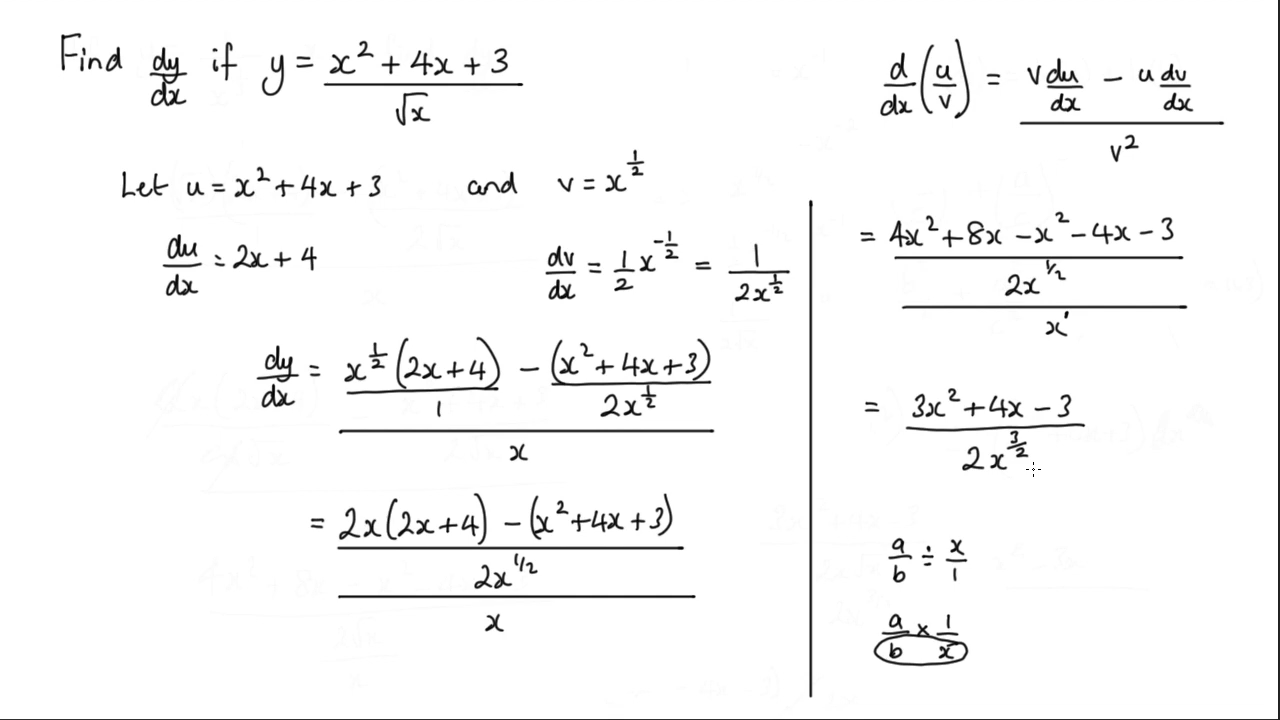 Find dy/dx if y = (x² + 4x + 3)/√x
Let u = x² + 4x + 3 and v = x^(1/2)
du/dx = 2x + 4 dv/dx = 1/2 x^(-1/2) = 1/(2x^(1/2))
dy/dx = (x^(1/2)(2x+4)/1 − (x² + 4x + 3)/(2x^(1/2)))/x
= ((2x(2x+4) − (x² + 4x + 3))/(2x^(1/2)))/x
d/dx (u/v) = (v du/dx − u dv/dx)/v²
= ((4x² + 8x − x² − 4x − 3)/(2x^(1/2)))/x¹
= (3x² + 4x − 3)/(2x^(3/2))
a/b ÷ x/1
a/b × 1/x